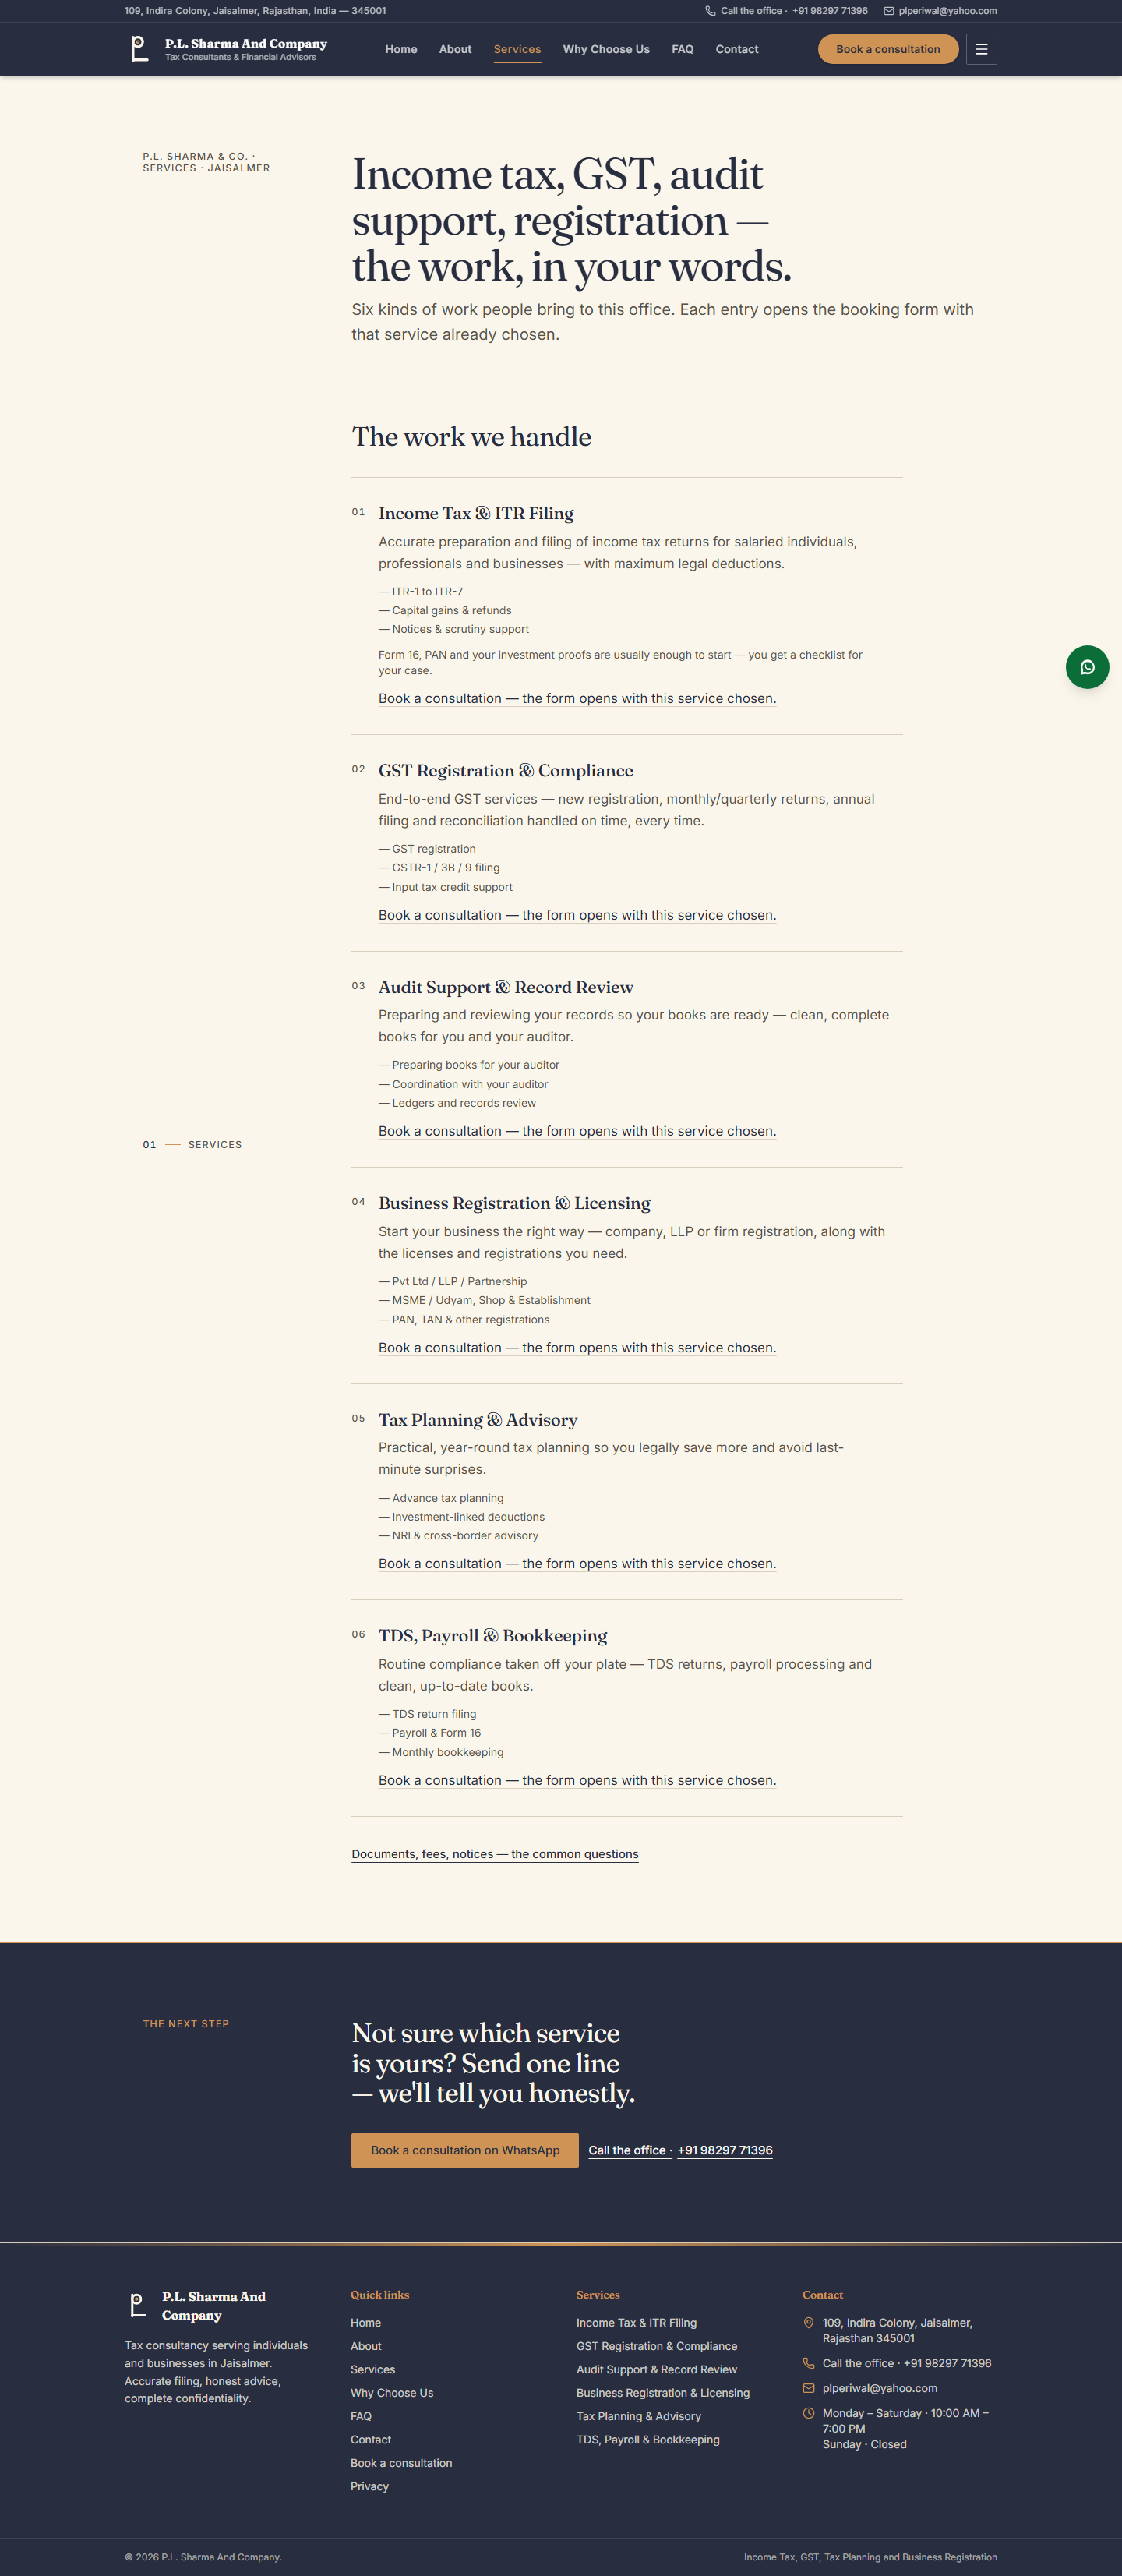 109, Indira Colony, Jaisalmer, Rajasthan, India — 345001
Call the office · +91 98297 71396
plperiwal@yahoo.com
P.L. Sharma And Company
Tax Consultants & Financial Advisors
Home
About
Services
Why Choose Us
FAQ
Contact
Book a consultation
P.L. SHARMA & CO. ·
SERVICES · JAISALMER
Income tax, GST, audit
support, registration —
the work, in your words.
Six kinds of work people bring to this office. Each entry opens the booking form with
that service already chosen.
The work we handle
01 Income Tax & ITR Filing
Accurate preparation and filing of income tax returns for salaried individuals,
professionals and businesses — with maximum legal deductions.
— ITR-1 to ITR-7
— Capital gains & refunds
— Notices & scrutiny support
Form 16, PAN and your investment proofs are usually enough to start — you get a checklist for
your case.
Book a consultation — the form opens with this service chosen.
02 GST Registration & Compliance
End-to-end GST services — new registration, monthly/quarterly returns, annual
filing and reconciliation handled on time, every time.
— GST registration
— GSTR-1 / 3B / 9 filing
— Input tax credit support
Book a consultation — the form opens with this service chosen.
03 Audit Support & Record Review
Preparing and reviewing your records so your books are ready — clean, complete
books for you and your auditor.
— Preparing books for your auditor
— Coordination with your auditor
— Ledgers and records review
Book a consultation — the form opens with this service chosen.
01 — SERVICES
04 Business Registration & Licensing
Start your business the right way — company, LLP or firm registration, along with
the licenses and registrations you need.
— Pvt Ltd / LLP / Partnership
— MSME / Udyam, Shop & Establishment
— PAN, TAN & other registrations
Book a consultation — the form opens with this service chosen.
05 Tax Planning & Advisory
Practical, year-round tax planning so you legally save more and avoid last-
minute surprises.
— Advance tax planning
— Investment-linked deductions
— NRI & cross-border advisory
Book a consultation — the form opens with this service chosen.
06 TDS, Payroll & Bookkeeping
Routine compliance taken off your plate — TDS returns, payroll processing and
clean, up-to-date books.
— TDS return filing
— Payroll & Form 16
— Monthly bookkeeping
Book a consultation — the form opens with this service chosen.
Documents, fees, notices — the common questions
THE NEXT STEP
Not sure which service
is yours? Send one line
— we'll tell you honestly.
Book a consultation on WhatsApp
Call the office · +91 98297 71396
P.L. Sharma And
Company
Tax consultancy serving individuals
and businesses in Jaisalmer.
Accurate filing, honest advice,
complete confidentiality.
Quick links
Home
About
Services
Why Choose Us
FAQ
Contact
Book a consultation
Privacy
Services
Income Tax & ITR Filing
GST Registration & Compliance
Audit Support & Record Review
Business Registration & Licensing
Tax Planning & Advisory
TDS, Payroll & Bookkeeping
Contact
109, Indira Colony, Jaisalmer,
Rajasthan 345001
Call the office · +91 98297 71396
plperiwal@yahoo.com
Monday – Saturday · 10:00 AM –
7:00 PM
Sunday · Closed
© 2026 P.L. Sharma And Company.
Income Tax, GST, Tax Planning and Business Registration